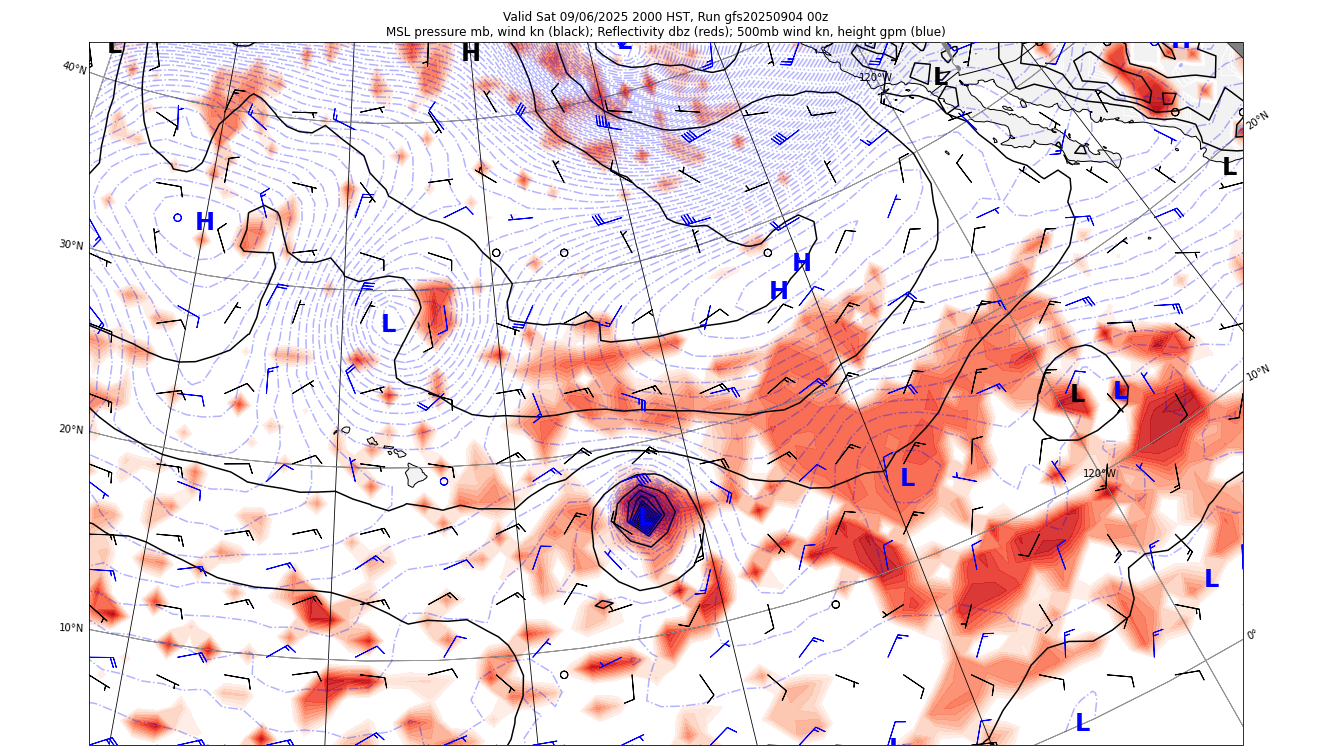 Valid Sat 09/06/2025 2000 HST, Run gfs20250904 00z
MSL pressure mb, wind kn (black); Reflectivity dbz (reds); 500mb wind kn, height gpm (blue)
L
H
L
H
40°N
120°W
L
20°N
L
H
30°N
H
H
L
10°N
L
L
20°N
120°W
L
L
L
10°N
0°
L
L